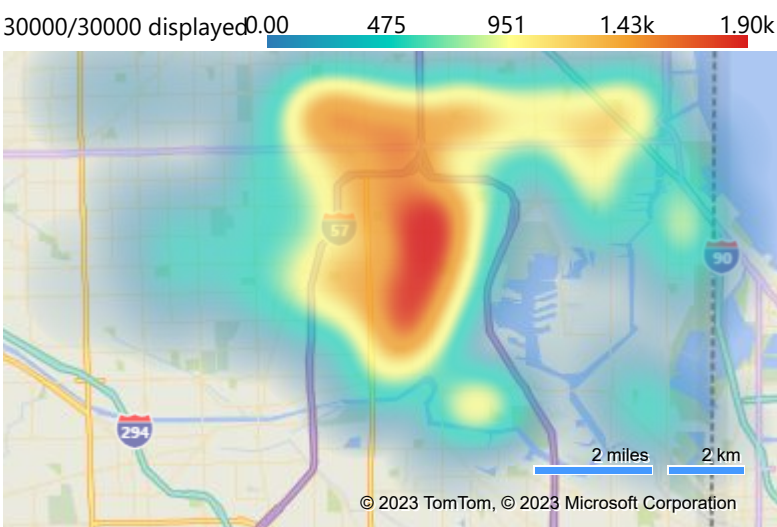 30000/30000 displayed
0.00 475 951 1.43k 1.90k
57
90
294
2 miles 2 km
© 2023 TomTom, © 2023 Microsoft Corporation